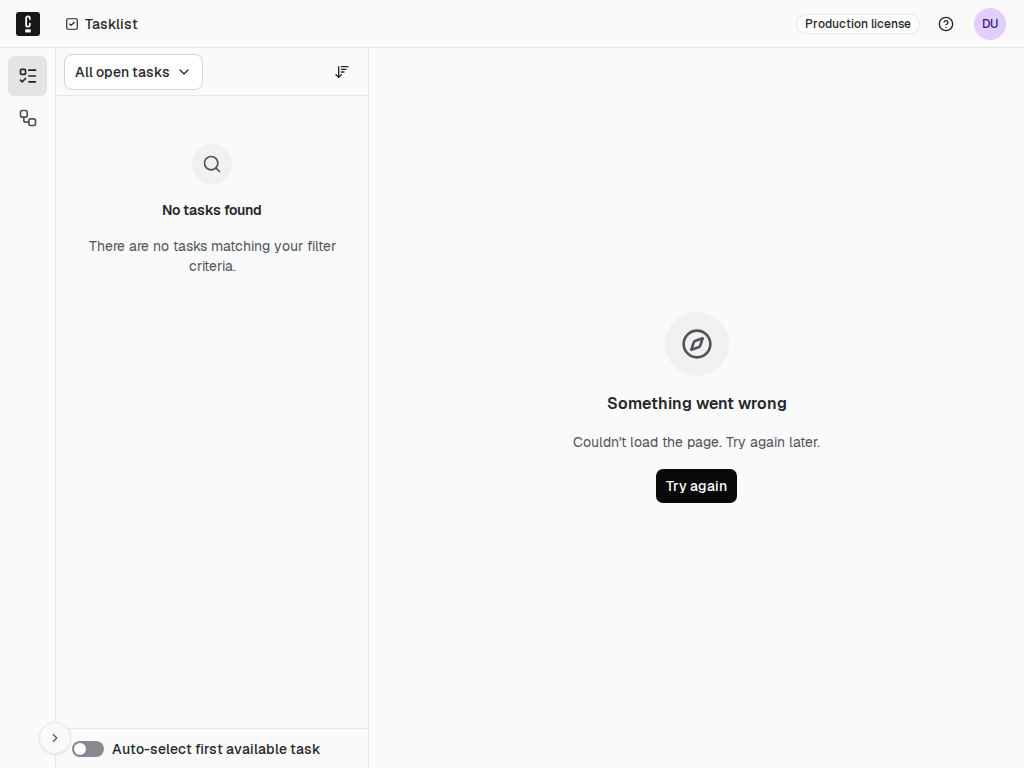 Tasklist
Production license
DU
All open tasks
No tasks found
There are no tasks matching your filter
criteria.
Something went wrong
Couldn't load the page. Try again later.
Try again
Auto-select first available task